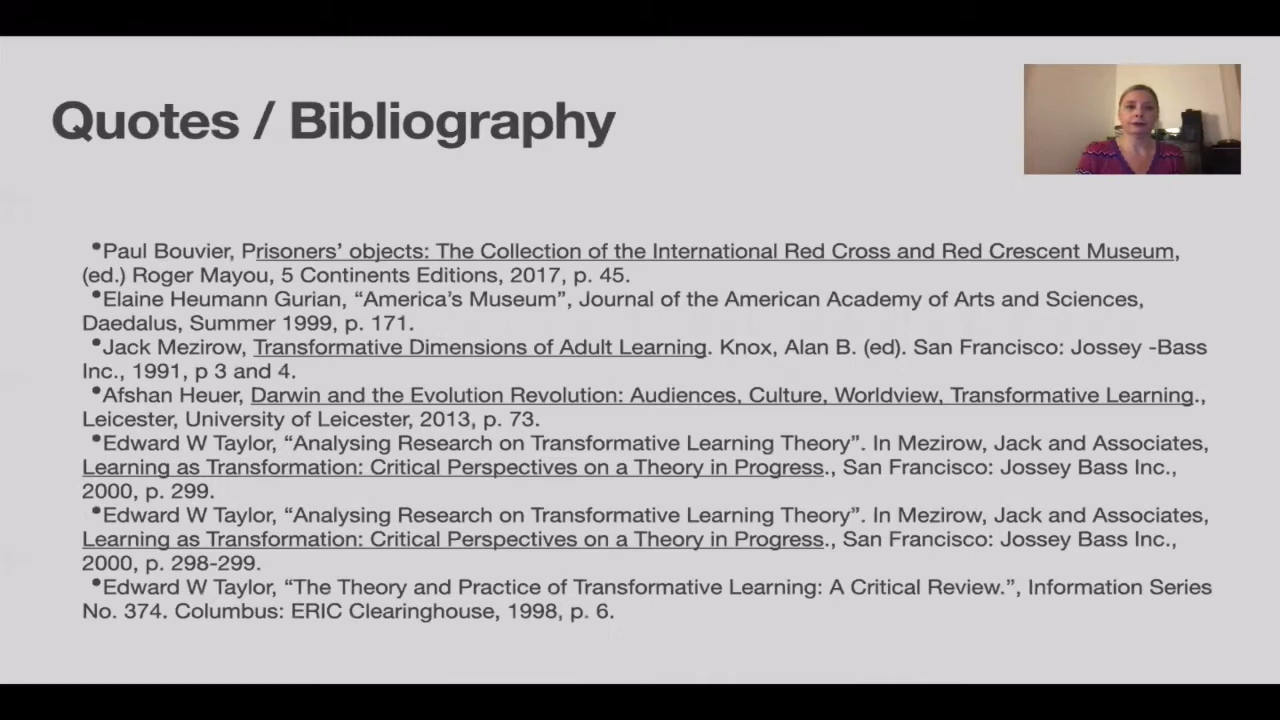 Quotes / Bibliography
•Paul Bouvier, Prisoners’ objects: The Collection of the International Red Cross and Red Crescent Museum,
(ed.) Roger Mayou, 5 Continents Editions, 2017, p. 45.
•Elaine Heumann Gurian, “America’s Museum”, Journal of the American Academy of Arts and Sciences,
Daedalus, Summer 1999, p. 171.
•Jack Mezirow, Transformative Dimensions of Adult Learning. Knox, Alan B. (ed). San Francisco: Jossey -Bass
Inc., 1991, p 3 and 4.
•Afshan Heuer, Darwin and the Evolution Revolution: Audiences, Culture, Worldview, Transformative Learning.,
Leicester, University of Leicester, 2013, p. 73.
•Edward W Taylor, “Analysing Research on Transformative Learning Theory”. In Mezirow, Jack and Associates,
Learning as Transformation: Critical Perspectives on a Theory in Progress., San Francisco: Jossey Bass Inc.,
2000, p. 299.
•Edward W Taylor, “Analysing Research on Transformative Learning Theory”. In Mezirow, Jack and Associates,
Learning as Transformation: Critical Perspectives on a Theory in Progress., San Francisco: Jossey Bass Inc.,
2000, p. 298-299.
•Edward W Taylor, “The Theory and Practice of Transformative Learning: A Critical Review.”, Information Series
No. 374. Columbus: ERIC Clearinghouse, 1998, p. 6.